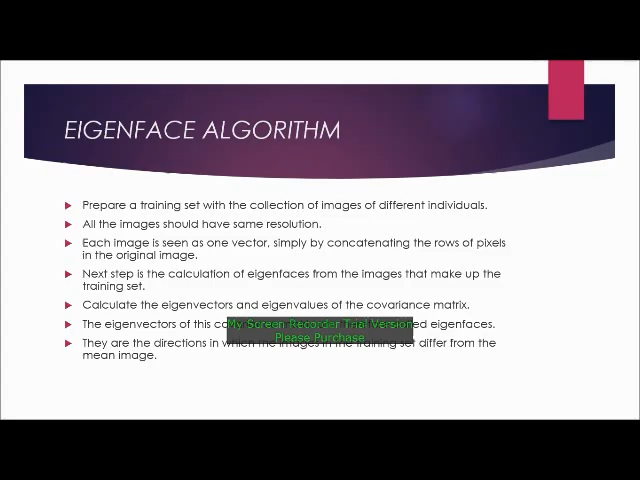 EIGENFACE ALGORITHM
Prepare a training set with the collection of images of different individuals.
All the images should have same resolution.
Each image is seen as one vector, simply by concatenating the rows of pixels
in the original image.
Next step is the calculation of eigenfaces from the images that make up the
training set.
Calculate the eigenvectors and eigenvalues of the covariance matrix.
The eigenvectors of this eigenfaces.
My Screen Recorder Trial Version
Please Purchase
They are the directions in which the images in the training set differ from the
mean image.